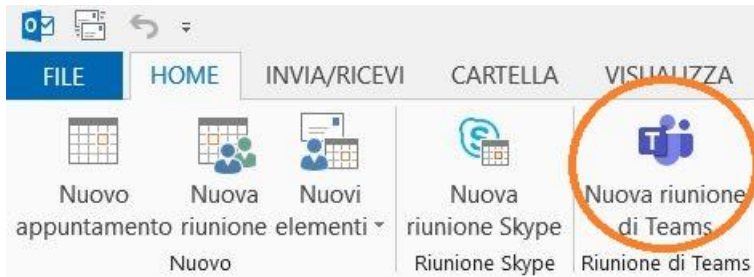 FILE HOME INVIA/RICEVI CARTELLA VISUALIZZA
Nuovo appuntamento
Nuova riunione
Nuovi elementi
Nuova riunione Skype
Nuova riunione di Teams
Nuovo
Riunione Skype
Riunione di Teams